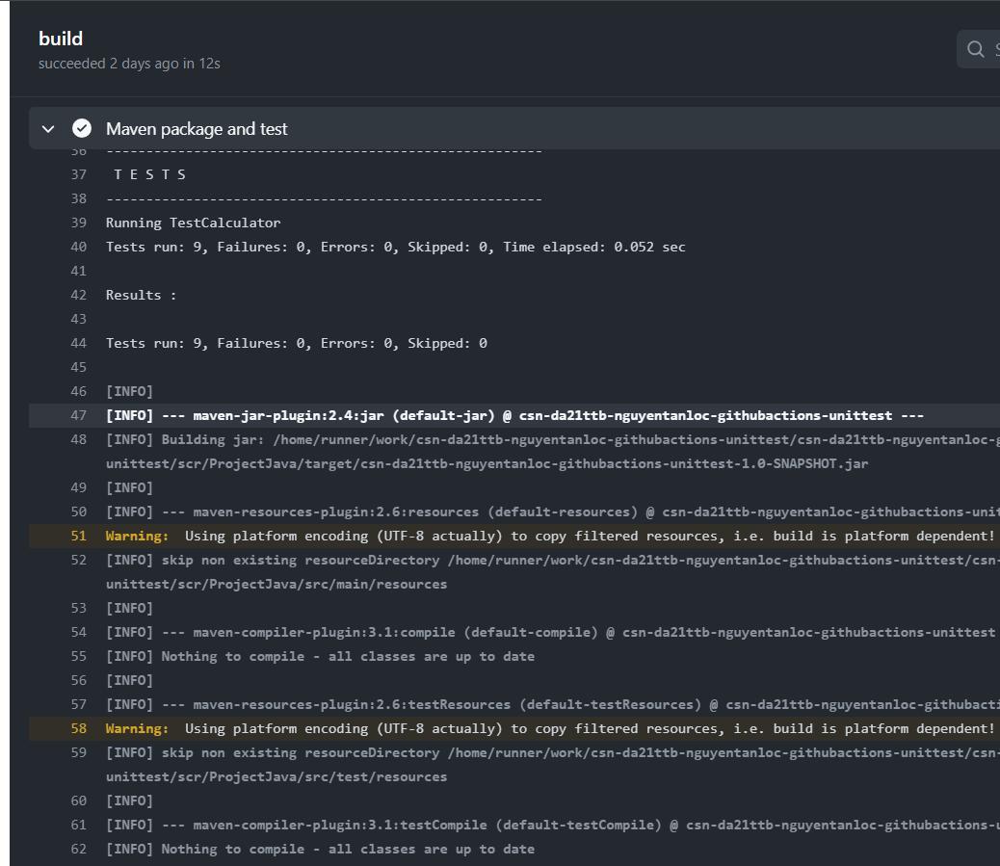 build
succeeded 2 days ago in 12s
Maven package and test
36 -------------------------------------------------------
37 T E S T S
38 -------------------------------------------------------
39 Running TestCalculator
40 Tests run: 9, Failures: 0, Errors: 0, Skipped: 0, Time elapsed: 0.052 sec
41
42 Results :
43
44 Tests run: 9, Failures: 0, Errors: 0, Skipped: 0
45
46 [INFO]
47 [INFO] --- maven-jar-plugin:2.4:jar (default-jar) @ csn-da21ttb-nguyentanloc-githubactions-unittest ---
48 [INFO] Building jar: /home/runner/work/csn-da21ttb-nguyentanloc-githubactions-unittest/csn-da21ttb-nguyentanloc-
unittest/scr/ProjectJava/target/csn-da21ttb-nguyentanloc-githubactions-unittest-1.0-SNAPSHOT.jar
49 [INFO]
50 [INFO] --- maven-resources-plugin:2.6:resources (default-resources) @ csn-da21ttb-nguyentanloc-githubactions-unit
51 Warning: Using platform encoding (UTF-8 actually) to copy filtered resources, i.e. build is platform dependent!
52 [INFO] skip non existing resourceDirectory /home/runner/work/csn-da21ttb-nguyentanloc-githubactions-unittest/csn-
unittest/scr/ProjectJava/src/main/resources
53 [INFO]
54 [INFO] --- maven-compiler-plugin:3.1:compile (default-compile) @ csn-da21ttb-nguyentanloc-githubactions-unittest
55 [INFO] Nothing to compile - all classes are up to date
56 [INFO]
57 [INFO] --- maven-resources-plugin:2.6:testResources (default-testResources) @ csn-da21ttb-nguyentanloc-githubacti
58 Warning: Using platform encoding (UTF-8 actually) to copy filtered resources, i.e. build is platform dependent!
59 [INFO] skip non existing resourceDirectory /home/runner/work/csn-da21ttb-nguyentanloc-githubactions-unittest/csn-
unittest/scr/ProjectJava/src/test/resources
60 [INFO]
61 [INFO] --- maven-compiler-plugin:3.1:testCompile (default-testCompile) @ csn-da21ttb-nguyentanloc-githubactions-
62 [INFO] Nothing to compile - all classes are up to date